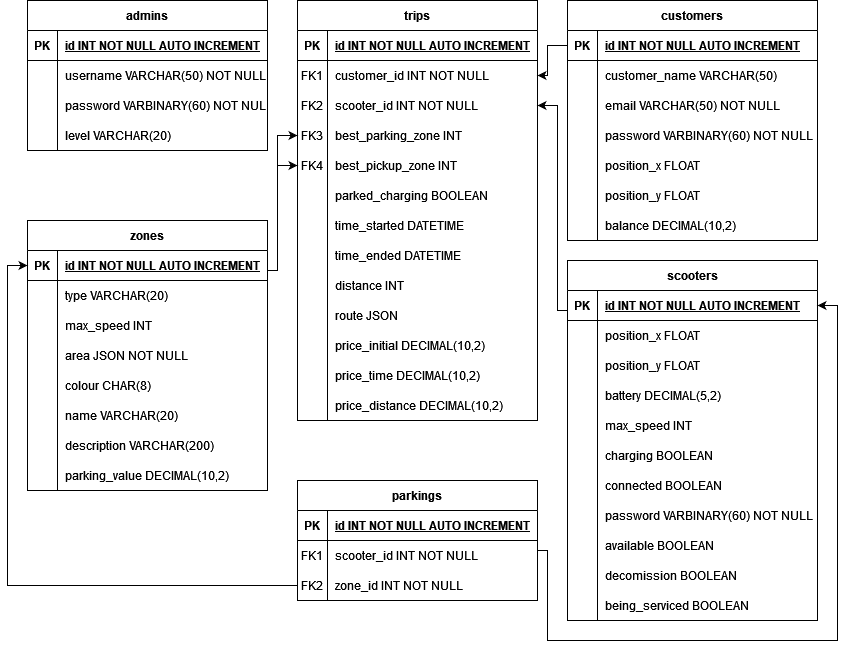 admins
PK id INT NOT NULL AUTO INCREMENT
username VARCHAR(50) NOT NULL
password VARBINARY(60) NOT NUL
level VARCHAR(20)
trips
PK id INT NOT NULL AUTO INCREMENT
FK1 customer_id INT NOT NULL
FK2 scooter_id INT NOT NULL
FK3 best_parking_zone INT
FK4 best_pickup_zone INT
parked_charging BOOLEAN
time_started DATETIME
time_ended DATETIME
distance INT
route JSON
price_initial DECIMAL(10,2)
price_time DECIMAL(10,2)
price_distance DECIMAL(10,2)
customers
PK id INT NOT NULL AUTO INCREMENT
customer_name VARCHAR(50)
email VARCHAR(50) NOT NULL
password VARBINARY(60) NOT NULL
position_x FLOAT
position_y FLOAT
balance DECIMAL(10,2)
zones
PK id INT NOT NULL AUTO INCREMENT
type VARCHAR(20)
max_speed INT
area JSON NOT NULL
colour CHAR(8)
name VARCHAR(20)
description VARCHAR(200)
parking_value DECIMAL(10,2)
scooters
PK id INT NOT NULL AUTO INCREMENT
position_x FLOAT
position_y FLOAT
battery DECIMAL(5,2)
max_speed INT
charging BOOLEAN
connected BOOLEAN
password VARBINARY(60) NOT NULL
available BOOLEAN
decomission BOOLEAN
being_serviced BOOLEAN
parkings
PK id INT NOT NULL AUTO INCREMENT
FK1 scooter_id INT NOT NULL
FK2 zone_id INT NOT NULL